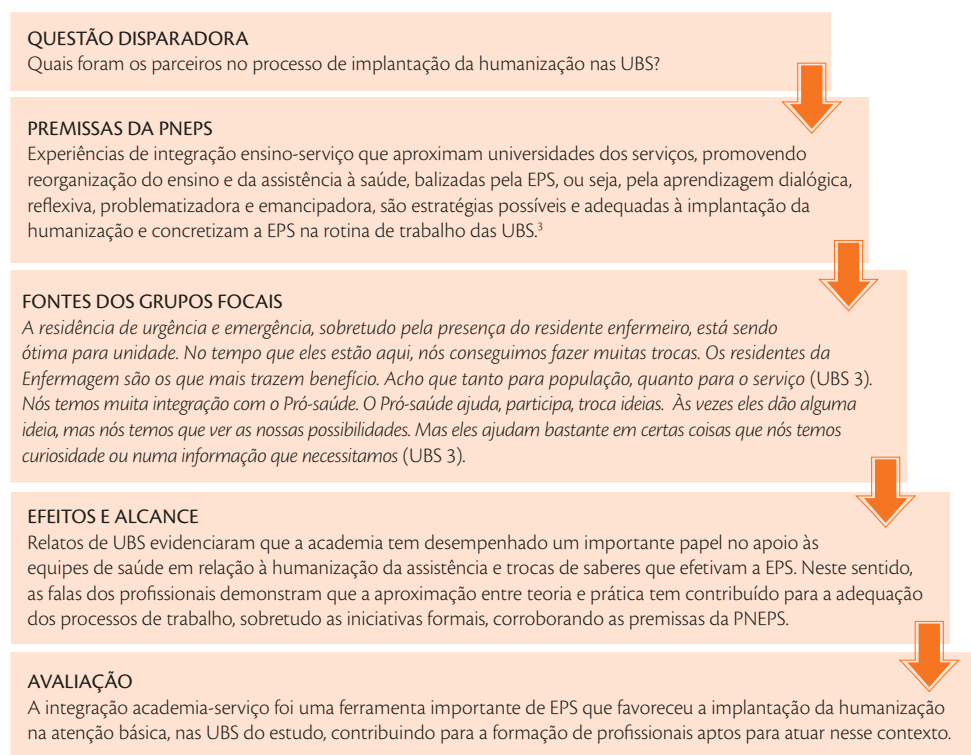 QUESTÃO DISPARADORA
Quais foram os parceiros no processo de implantação da humanização nas UBS?
PREMISSAS DA PNEPS
Experiências de integração ensino-serviço que aproximam universidades dos serviços, promovendo
reorganização do ensino e da assistência à saúde, balizadas pela EPS, ou seja, pela aprendizagem dialógica,
reflexiva, problematizadora e emancipadora, são estratégias possíveis e adequadas à implantação da
humanização e concretizam a EPS na rotina de trabalho das UBS.³
FONTES DOS GRUPOS FOCAIS
A residência de urgência e emergência, sobretudo pela presença do residente enfermeiro, está sendo
ótima para unidade. No tempo que eles estão aqui, nós conseguimos fazer muitas trocas. Os residentes da
Enfermagem são os que mais trazem benefício. Acho que tanto para população, quanto para o serviço (UBS 3).
Nós temos muita integração com o Pró-saúde. O Pró-saúde ajuda, participa, troca ideias. Às vezes eles dão alguma
ideia, mas nós temos que ver as nossas possibilidades. Mas eles ajudam bastante em certas coisas que nós temos
curiosidade ou numa informação que necessitamos (UBS 3).
EFEITOS E ALCANCE
Relatos de UBS evidenciaram que a academia tem desempenhado um importante papel no apoio às
equipes de saúde em relação à humanização da assistência e trocas de saberes que efetivam a EPS. Neste sentido,
as falas dos profissionais demonstram que a aproximação entre teoria e prática tem contribuído para a adequação
dos processos de trabalho, sobretudo as iniciativas formais, corroborando as premissas da PNEPS.
AVALIAÇÃO
A integração academia-serviço foi uma ferramenta importante de EPS que favoreceu a implantação da humanização
na atenção básica, nas UBS do estudo, contribuindo para a formação de profissionais aptos para atuar nesse contexto.